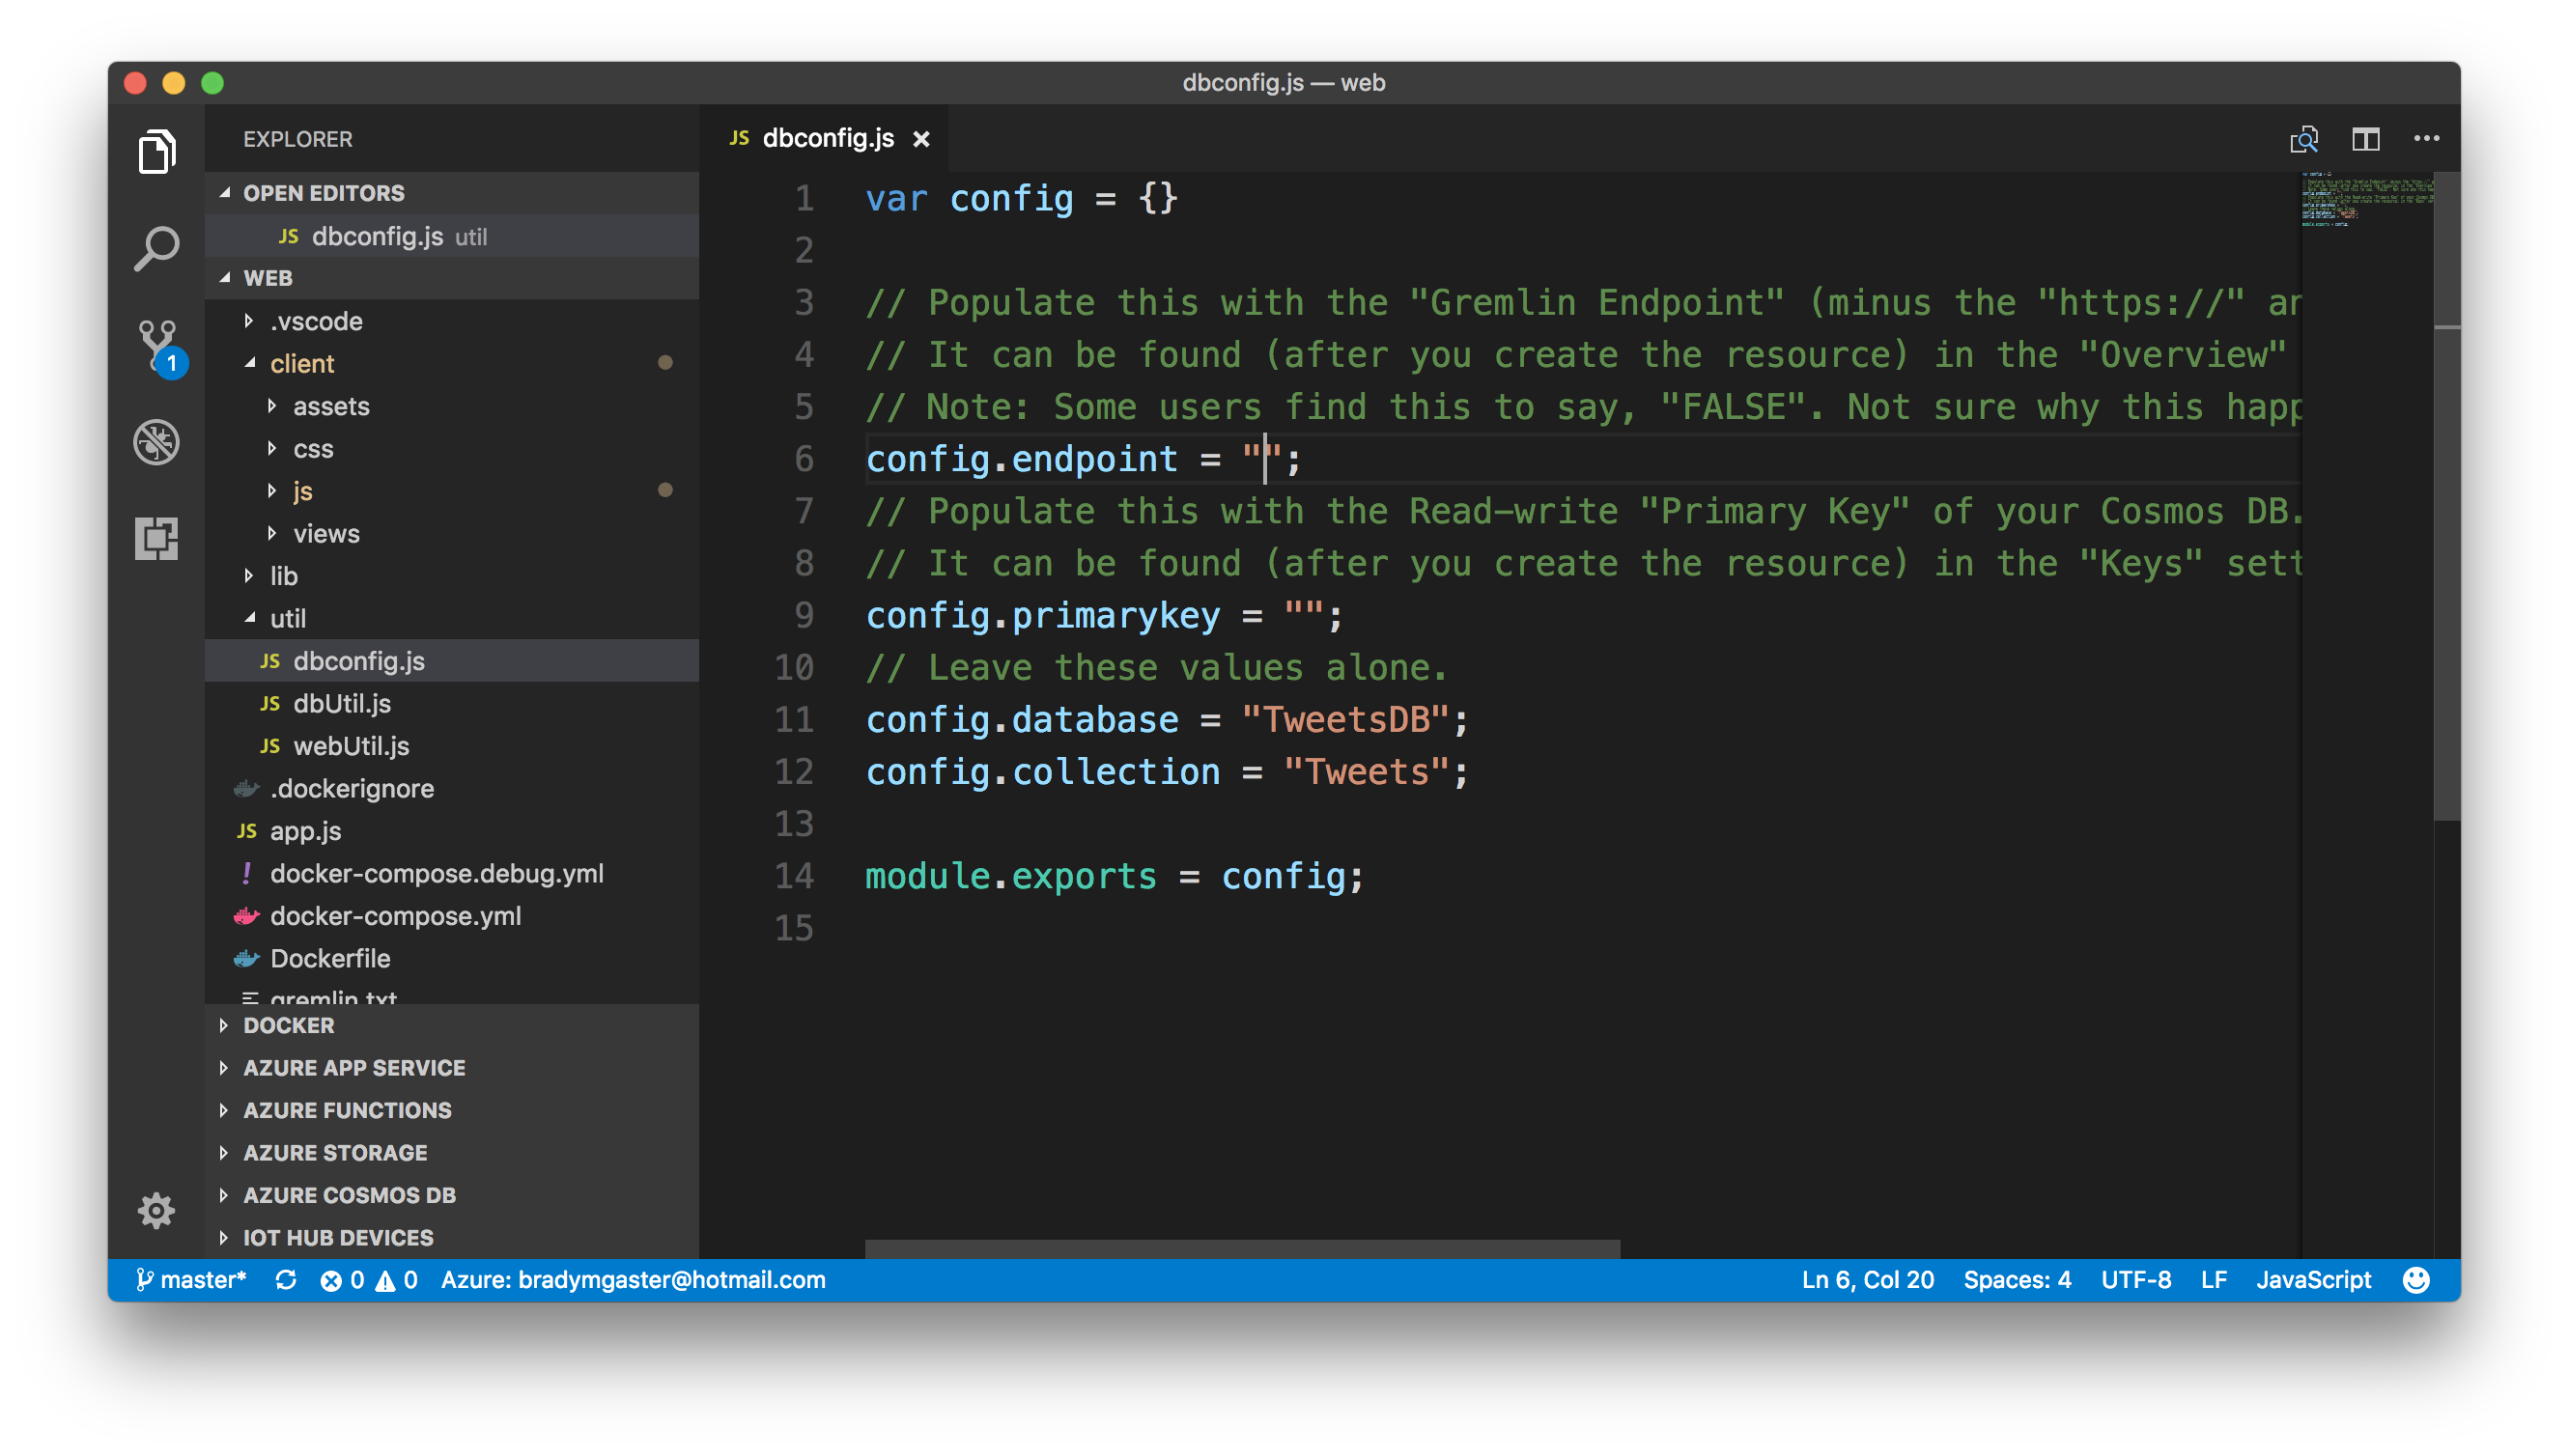 dbconfig.js — web
EXPLORER
OPEN EDITORS
JS dbconfig.js util
WEB
.vscode
client
assets
css
js
views
lib
util
JS dbconfig.js
JS dbUtil.js
JS webUtil.js
.dockerignore
JS app.js
! docker-compose.debug.yml
docker-compose.yml
Dockerfile
gremlin.txt
DOCKER
AZURE APP SERVICE
AZURE FUNCTIONS
AZURE STORAGE
AZURE COSMOS DB
IOT HUB DEVICES
1
JS dbconfig.js ×
1 var config = {}
2
3 // Populate this with the "Gremlin Endpoint" (minus the "https://" an
4 // It can be found (after you create the resource) in the "Overview"
5 // Note: Some users find this to say, "FALSE". Not sure why this happ
6 config.endpoint = "";
7 // Populate this with the Read-write "Primary Key" of your Cosmos DB.
8 // It can be found (after you create the resource) in the "Keys" sett
9 config.primarykey = "";
10 // Leave these values alone.
11 config.database = "TweetsDB";
12 config.collection = "Tweets";
13
14 module.exports = config;
15
master* 0 0 Azure: bradymgaster@hotmail.com Ln 6, Col 20 Spaces: 4 UTF-8 LF JavaScript